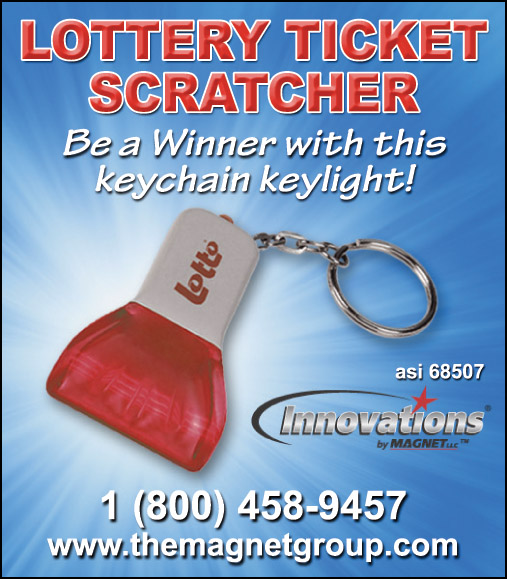 LOTTERY TICKET
SCRATCHER
Be a Winner with this
keychain keylight!
Lotto
asi 68507
Innovations®
by MAGNET LLC™
1 (800) 458-9457
www.themagnetgroup.com